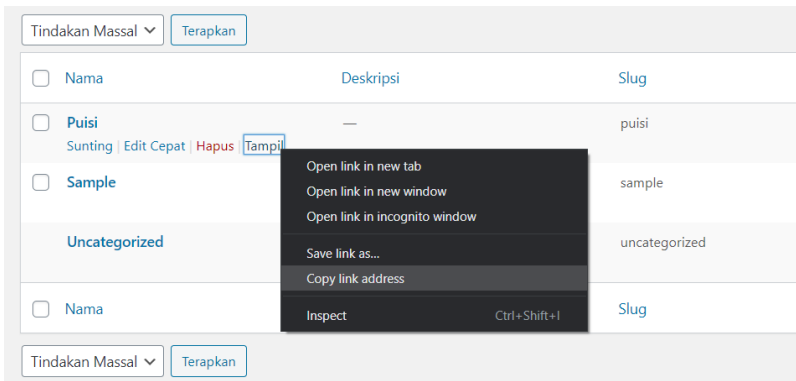 Tindakan Massal Terapkan
Nama Deskripsi Slug
Puisi — puisi
Sunting | Edit Cepat | Hapus | Tampil
Open link in new tab
Open link in new window
Open link in incognito window
Save link as...
Copy link address
Inspect Ctrl+Shift+I
Sample sample
Uncategorized uncategorized
Nama Slug
Tindakan Massal Terapkan